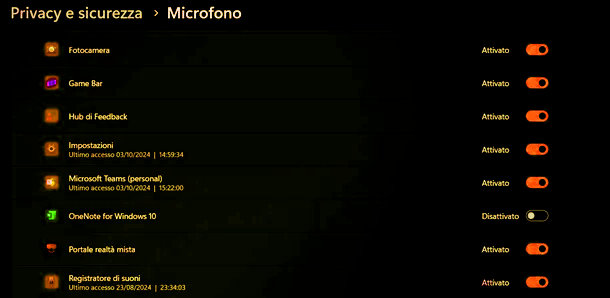 Privacy e sicurezza > Microfono
Fotocamera Attivato
Game Bar Attivato
Hub di Feedback Attivato
Impostazioni Attivato
Ultimo accesso 03/10/2024 | 14:59:34
Microsoft Teams (personal) Attivato
Ultimo accesso 03/10/2024 | 15:22:00
OneNote for Windows 10 Disattivato
Portale realtà mista Attivato
Registratore di suoni Attivato
Ultimo accesso 23/08/2024 | 23:34:03